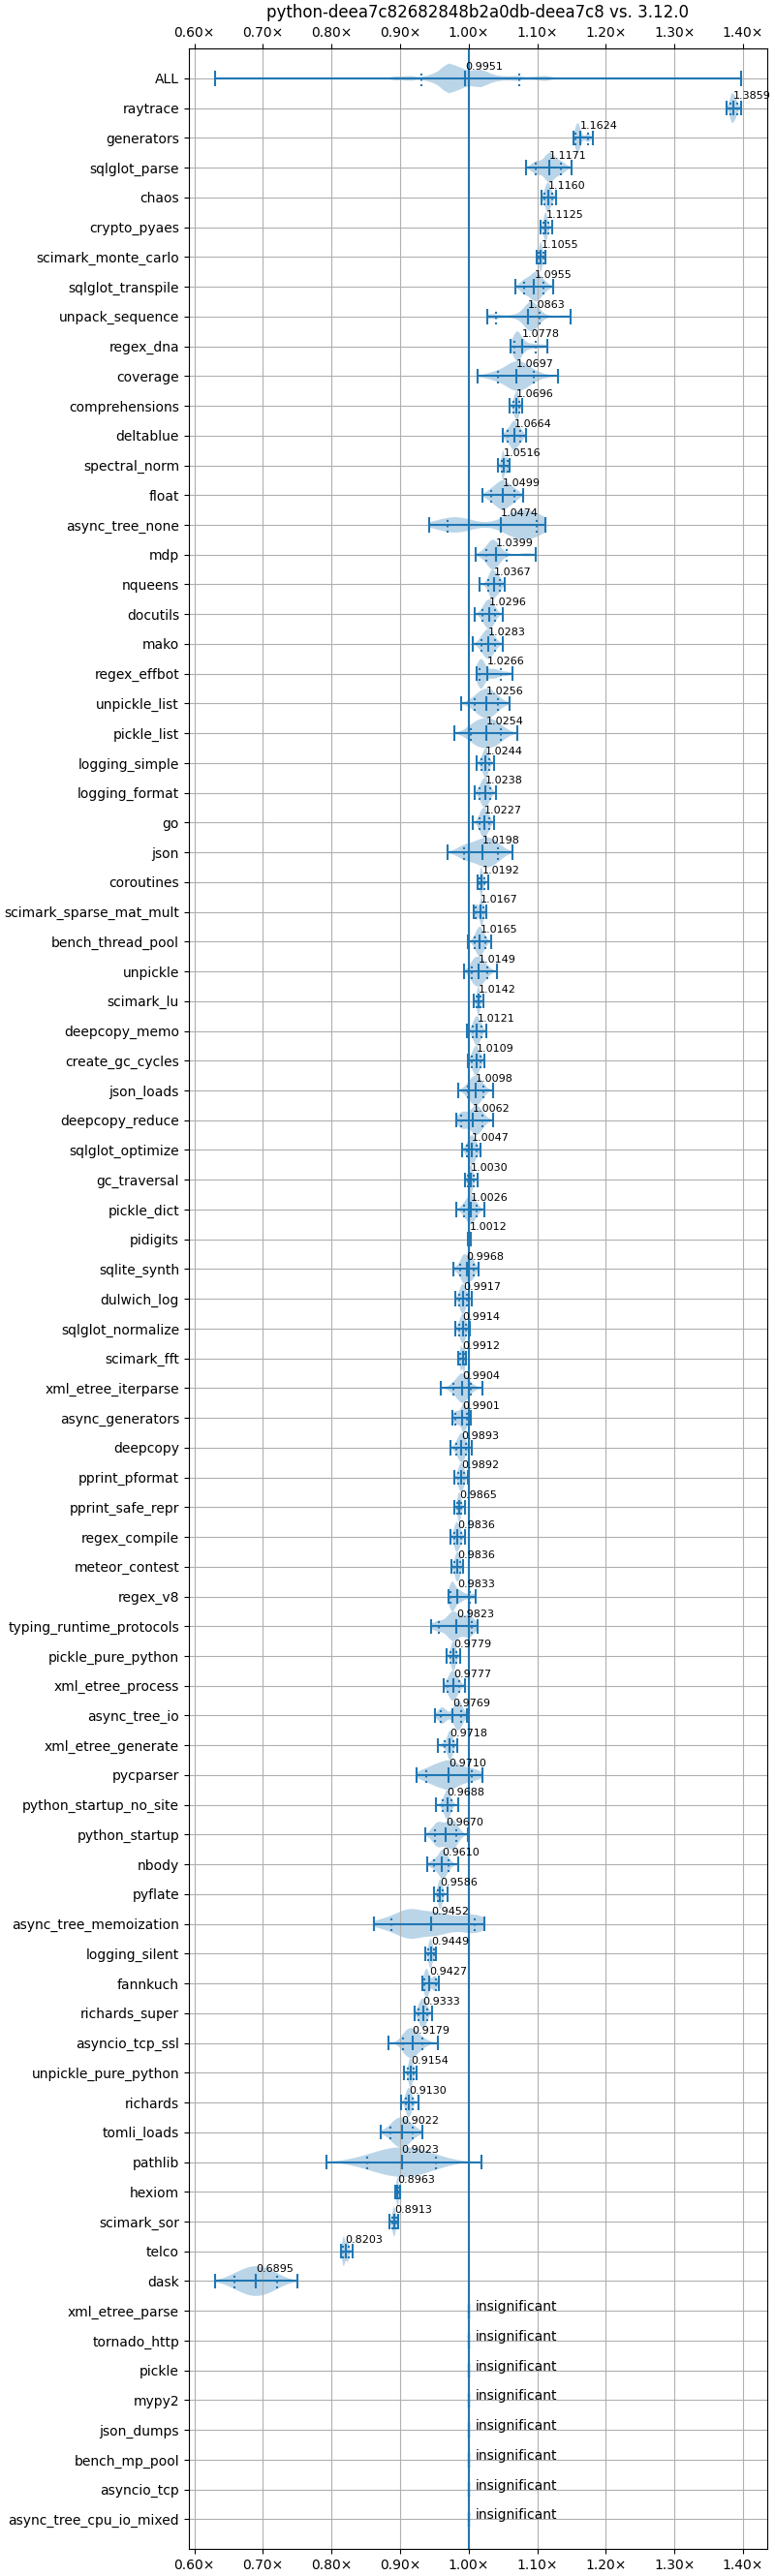 python-deea7c82682848b2a0db-deea7c8 vs. 3.12.0
0.60× 0.70× 0.80× 0.90× 1.00× 1.10× 1.20× 1.30× 1.40×
ALL 0.9951
raytrace 1.3859
generators 1.1624
sqlglot_parse 1.1171
chaos 1.1160
crypto_pyaes 1.1125
scimark_monte_carlo 1.1055
sqlglot_transpile 1.0955
unpack_sequence 1.0863
regex_dna 1.0778
coverage 1.0697
comprehensions 1.0696
deltablue 1.0664
spectral_norm 1.0516
float 1.0499
async_tree_none 1.0474
mdp 1.0399
nqueens 1.0367
docutils 1.0296
mako 1.0283
regex_effbot 1.0266
unpickle_list 1.0256
pickle_list 1.0254
logging_simple 1.0244
logging_format 1.0238
go 1.0227
json 1.0198
coroutines 1.0192
scimark_sparse_mat_mult 1.0167
bench_thread_pool 1.0165
unpickle 1.0149
scimark_lu 1.0142
deepcopy_memo 1.0121
create_gc_cycles 1.0109
json_loads 1.0098
deepcopy_reduce 1.0062
sqlglot_optimize 1.0047
gc_traversal 1.0030
pickle_dict 1.0026
pidigits 1.0012
sqlite_synth 0.9968
dulwich_log 0.9917
sqlglot_normalize 0.9914
scimark_fft 0.9912
xml_etree_iterparse 0.9904
async_generators 0.9901
deepcopy 0.9893
pprint_pformat 0.9892
pprint_safe_repr 0.9865
regex_compile 0.9836
meteor_contest 0.9836
regex_v8 0.9833
typing_runtime_protocols 0.9823
pickle_pure_python 0.9779
xml_etree_process 0.9777
async_tree_io 0.9769
xml_etree_generate 0.9718
pycparser 0.9710
python_startup_no_site 0.9688
python_startup 0.9670
nbody 0.9610
pyflate 0.9586
async_tree_memoization 0.9452
logging_silent 0.9449
fannkuch 0.9427
richards_super 0.9333
asyncio_tcp_ssl 0.9179
unpickle_pure_python 0.9154
richards 0.9130
tomli_loads 0.9022
pathlib 0.9023
hexiom 0.8963
scimark_sor 0.8913
telco 0.8203
dask 0.6895
xml_etree_parse insignificant
tornado_http insignificant
pickle insignificant
mypy2 insignificant
json_dumps insignificant
bench_mp_pool insignificant
asyncio_tcp insignificant
async_tree_cpu_io_mixed insignificant
0.60× 0.70× 0.80× 0.90× 1.00× 1.10× 1.20× 1.30× 1.40×